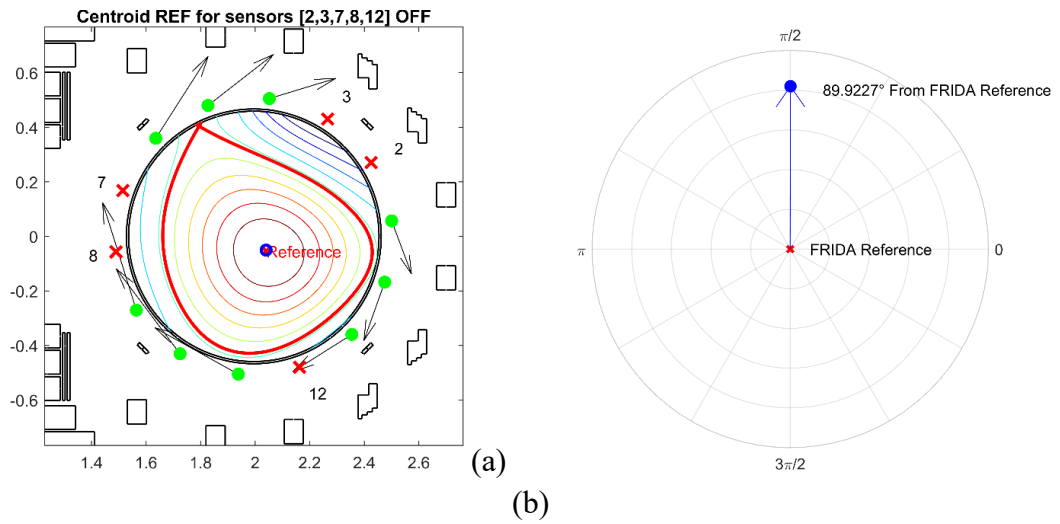 Centroid REF for sensors [2,3,7,8,12] OFF
0.6
0.4
0.2
0
-0.2
-0.4
-0.6
1.4
1.6
1.8
2
2.2
2.4
2.6
3
2
7
8
12
Reference
(a)
π/2
89.9227° From FRIDA Reference
π
FRIDA Reference
0
3π/2
(b)